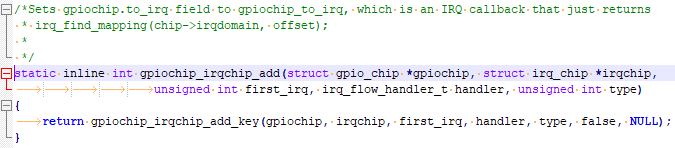 /*Sets gpiochip.to_irq field to gpiochip_to_irq, which is an IRQ callback that just returns
* irq_find_mapping(chip->irqdomain, offset);
*
*/
static inline int gpiochip_irqchip_add(struct gpio_chip *gpiochip, struct irq_chip *irqchip,
unsigned int first_irq, irq_flow_handler_t handler, unsigned int type)
{
return gpiochip_irqchip_add_key(gpiochip, irqchip, first_irq, handler, type, false, NULL);
}